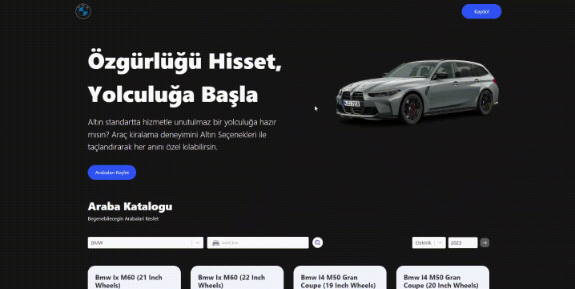 Kaydol
Özgürlüğü Hisset,
Yolculuğa Başla
Altın standartta hizmetle unutulmaz bir yolculuğa hazır
mısın? Araç kiralama deneyimini Altın Seçenekleri ile
taçlandırarak her anını özel kılabilirsin.
Arabaları Keşfet
Araba Katalogu
Beğenebileceğin Arabaları Keşfet
BMW
Elektrik
2023
Bmw Ix M60 (21 Inch
Wheels)
Bmw Ix M60 (22 Inch
Wheels)
Bmw I4 M50 Gran
Coupe (19 Inch Wheels)
Bmw I4 M50 Gran
Coupe (20 Inch Wheels)